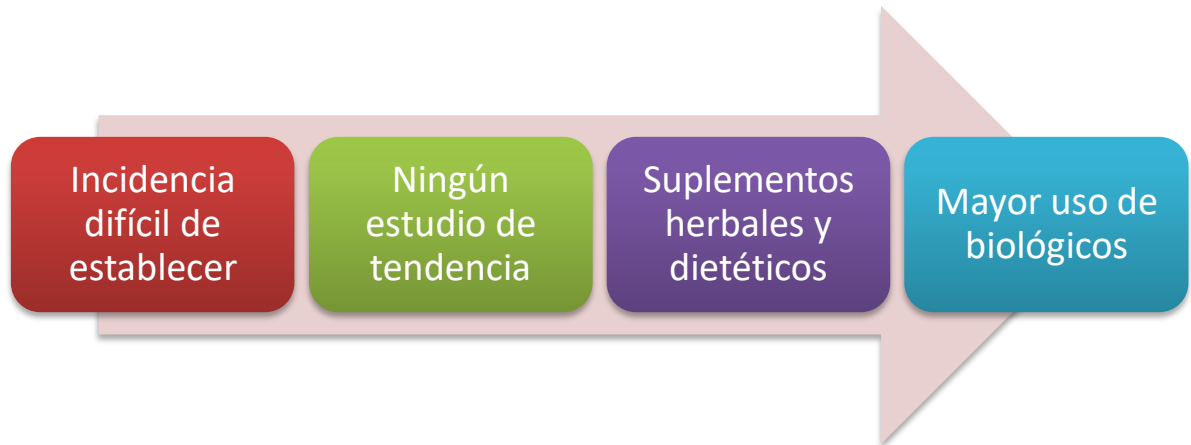 Incidencia
difícil de
establecer
Ningún
estudio de
tendencia
Suplementos
herbales y
dietéticos
Mayor uso de
biológicos